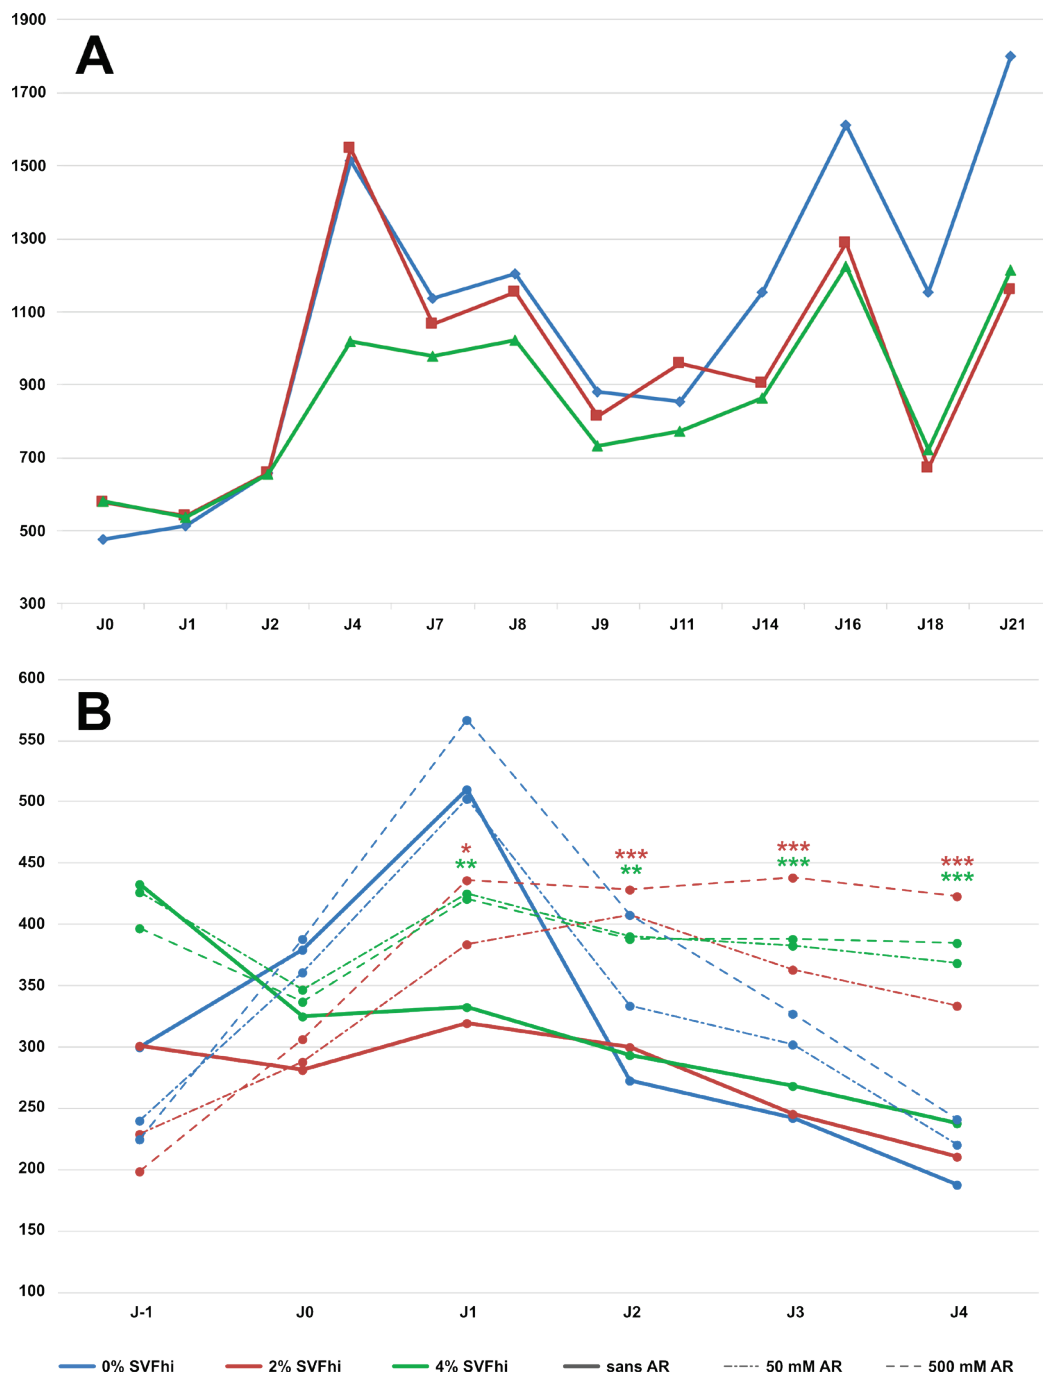 A
1900
1700
1500
1300
1100
900
700
500
300
J0 J1 J2 J4 J7 J8 J9 J11 J14 J16 J18 J21
B
600
550
500
450
400
350
300
250
200
150
100
* *** *** ***
** ** *** ***
J-1 J0 J1 J2 J3 J4
0% SVFhi 2% SVFhi 4% SVFhi sans AR 50 mM AR 500 mM AR